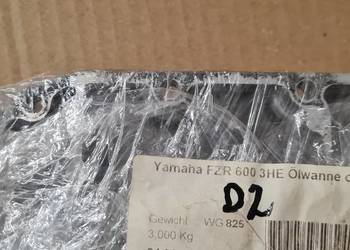 Yamaha FZR 600 3HE Ölwanne
D2
Gewicht WG 825
3,000 Kg